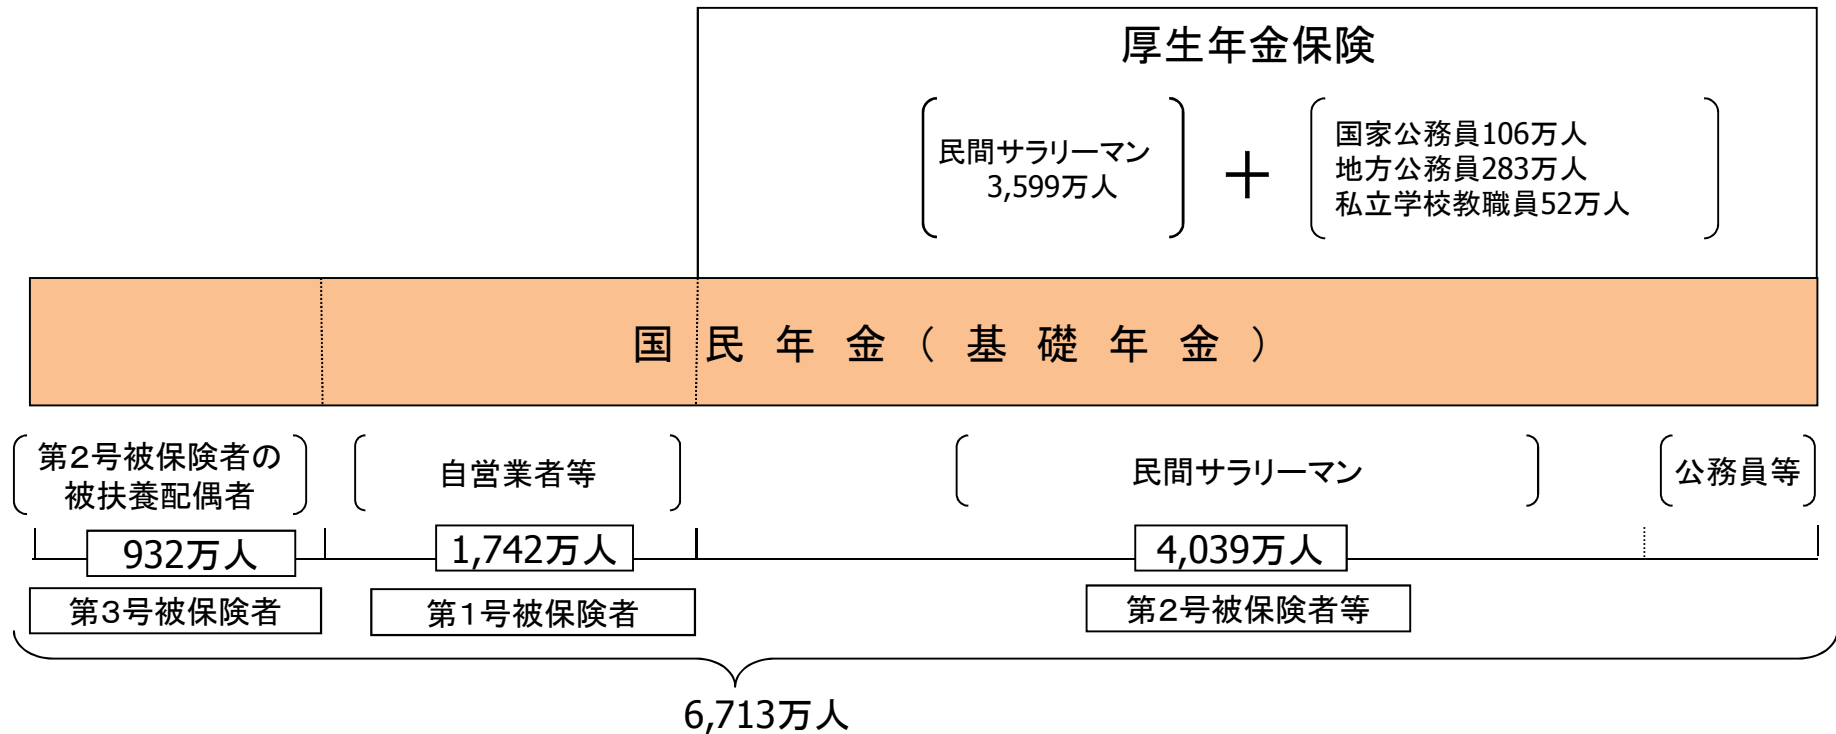 厚生年金保険
民間サラリーマン
3,599万人
＋
国家公務員106万人
地方公務員283万人
私立学校教職員52万人
国民年金（基礎年金）
第２号被保険者の
被扶養配偶者
自営業者等
民間サラリーマン
公務員等
932万人
1,742万人
4,039万人
第３号被保険者
第１号被保険者
第２号被保険者等
6,713万人